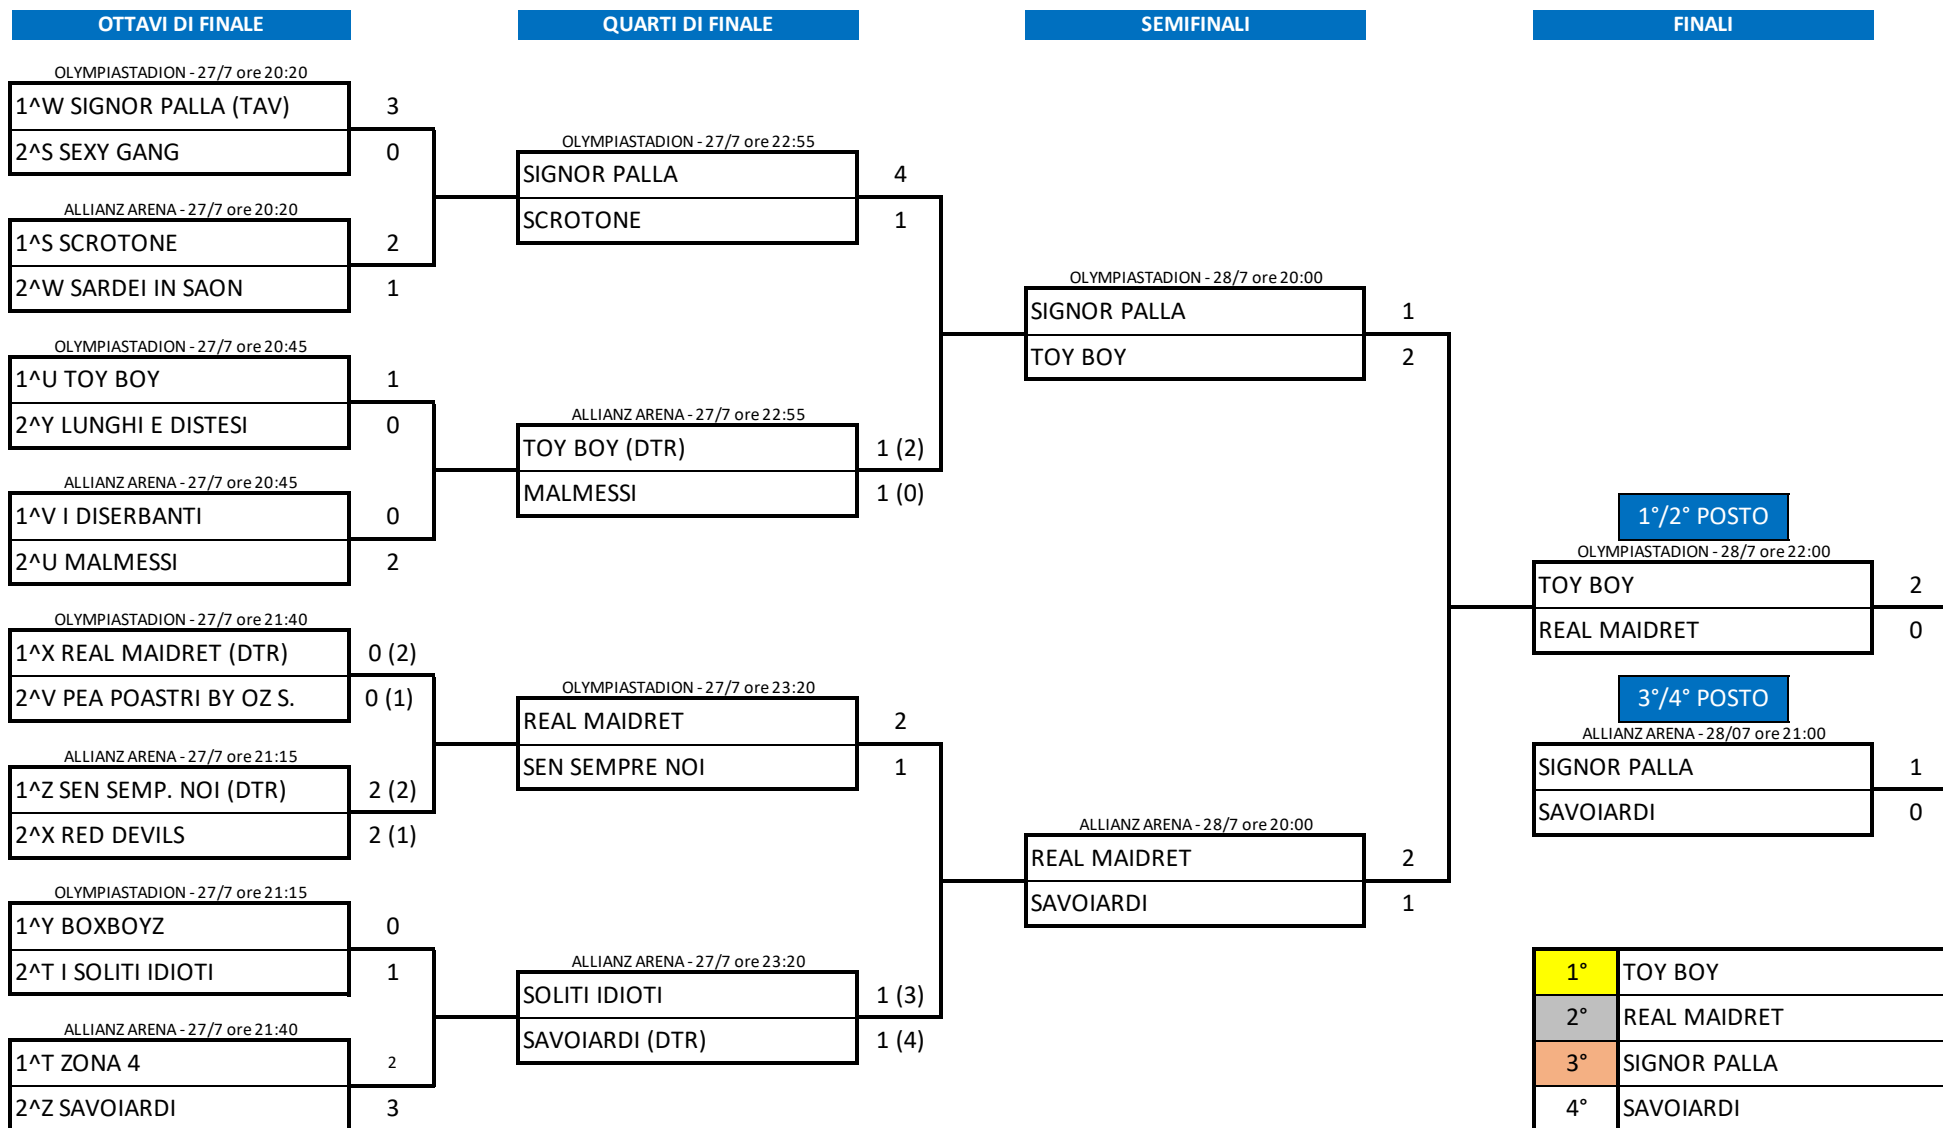 OTTAVI DI FINALE
QUARTI DI FINALE
SEMIFINALI
FINALI
OLYMPIASTADION - 27/7 ore 20:20
1^W SIGNOR PALLA (TAV) 3
2^S SEXY GANG 0
ALLIANZ ARENA - 27/7 ore 20:20
1^S SCROTONE 2
2^W SARDEI IN SAON 1
OLYMPIASTADION - 27/7 ore 20:45
1^U TOY BOY 1
2^Y LUNGHI E DISTESI 0
ALLIANZ ARENA - 27/7 ore 20:45
1^V I DISERBANTI 0
2^U MALMESSI 2
OLYMPIASTADION - 27/7 ore 21:40
1^X REAL MAIDRET (DTR) 0 (2)
2^V PEA POASTRI BY OZ S. 0 (1)
ALLIANZ ARENA - 27/7 ore 21:15
1^Z SEN SEMP. NOI (DTR) 2 (2)
2^X RED DEVILS 2 (1)
OLYMPIASTADION - 27/7 ore 21:15
1^Y BOXBOYZ 0
2^T I SOLITI IDIOTI 1
ALLIANZ ARENA - 27/7 ore 21:40
1^T ZONA 4 2
2^Z SAVOIARDI 3
OLYMPIASTADION - 27/7 ore 22:55
SIGNOR PALLA 4
SCROTONE 1
ALLIANZ ARENA - 27/7 ore 22:55
TOY BOY (DTR) 1 (2)
MALMESSI 1 (0)
OLYMPIASTADION - 27/7 ore 23:20
REAL MAIDRET 2
SEN SEMPRE NOI 1
ALLIANZ ARENA - 27/7 ore 23:20
SOLITI IDIOTI 1 (3)
SAVOIARDI (DTR) 1 (4)
OLYMPIASTADION - 28/7 ore 20:00
SIGNOR PALLA 1
TOY BOY 2
ALLIANZ ARENA - 28/7 ore 20:00
REAL MAIDRET 2
SAVOIARDI 1
1°/2° POSTO
OLYMPIASTADION - 28/7 ore 22:00
TOY BOY 2
REAL MAIDRET 0
3°/4° POSTO
ALLIANZ ARENA - 28/07 ore 21:00
SIGNOR PALLA 1
SAVOIARDI 0
1° TOY BOY
2° REAL MAIDRET
3° SIGNOR PALLA
4° SAVOIARDI